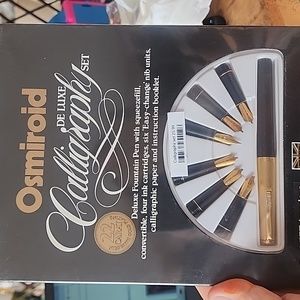 Osmiroid
DE LUXE
Calligraphy
SET
Deluxe Fountain Pen with squeezefill,
convertible, four ink cartridges, six 'Easy-change' nib units,
calligraphic paper and instruction booklet.